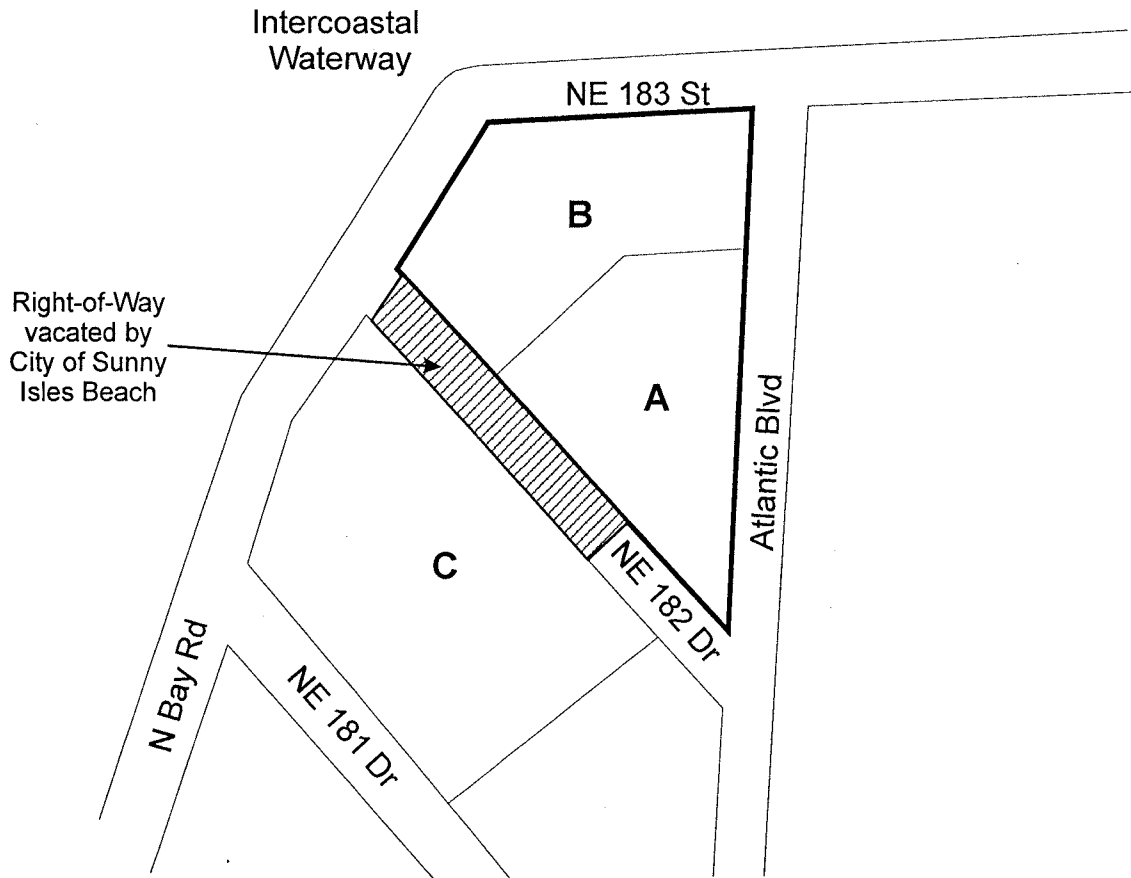 Intercoastal
Waterway
NE 183 St
B
Right-of-Way
vacated by
City of Sunny
Isles Beach
A
Atlantic Blvd
C
NE 182 Dr
N Bay Rd
NE 181 Dr